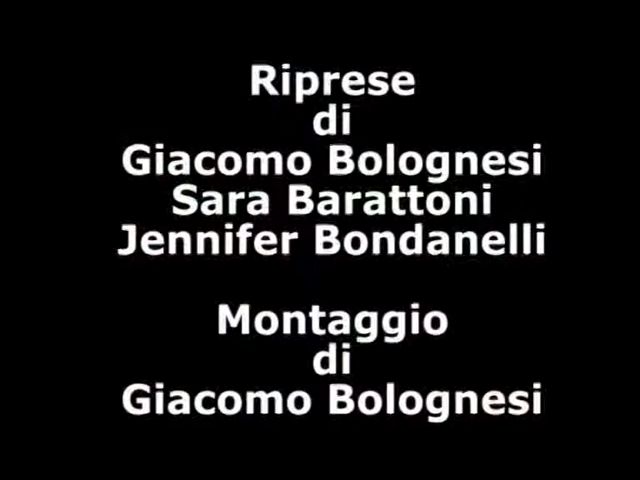 Riprese
di
Giacomo Bolognesi
Sara Barattoni
Jennifer Bondanelli
Montaggio
di
Giacomo Bolognesi